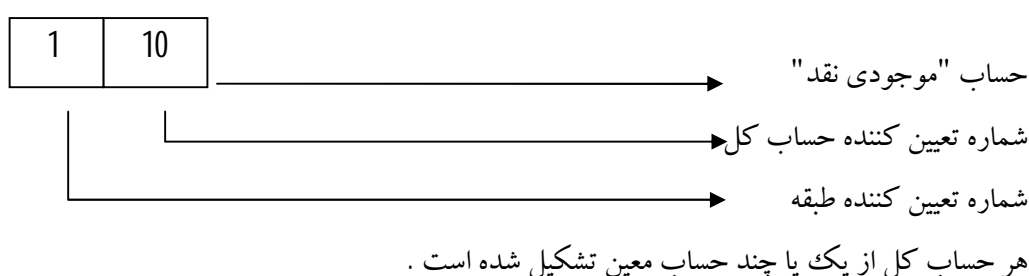 1 10
حساب "موجودی نقد"
شماره تعیین کننده حساب کل
شماره تعیین کننده طبقه
هر حساب کل از یک یا چند حساب معین تشکیل شده است .